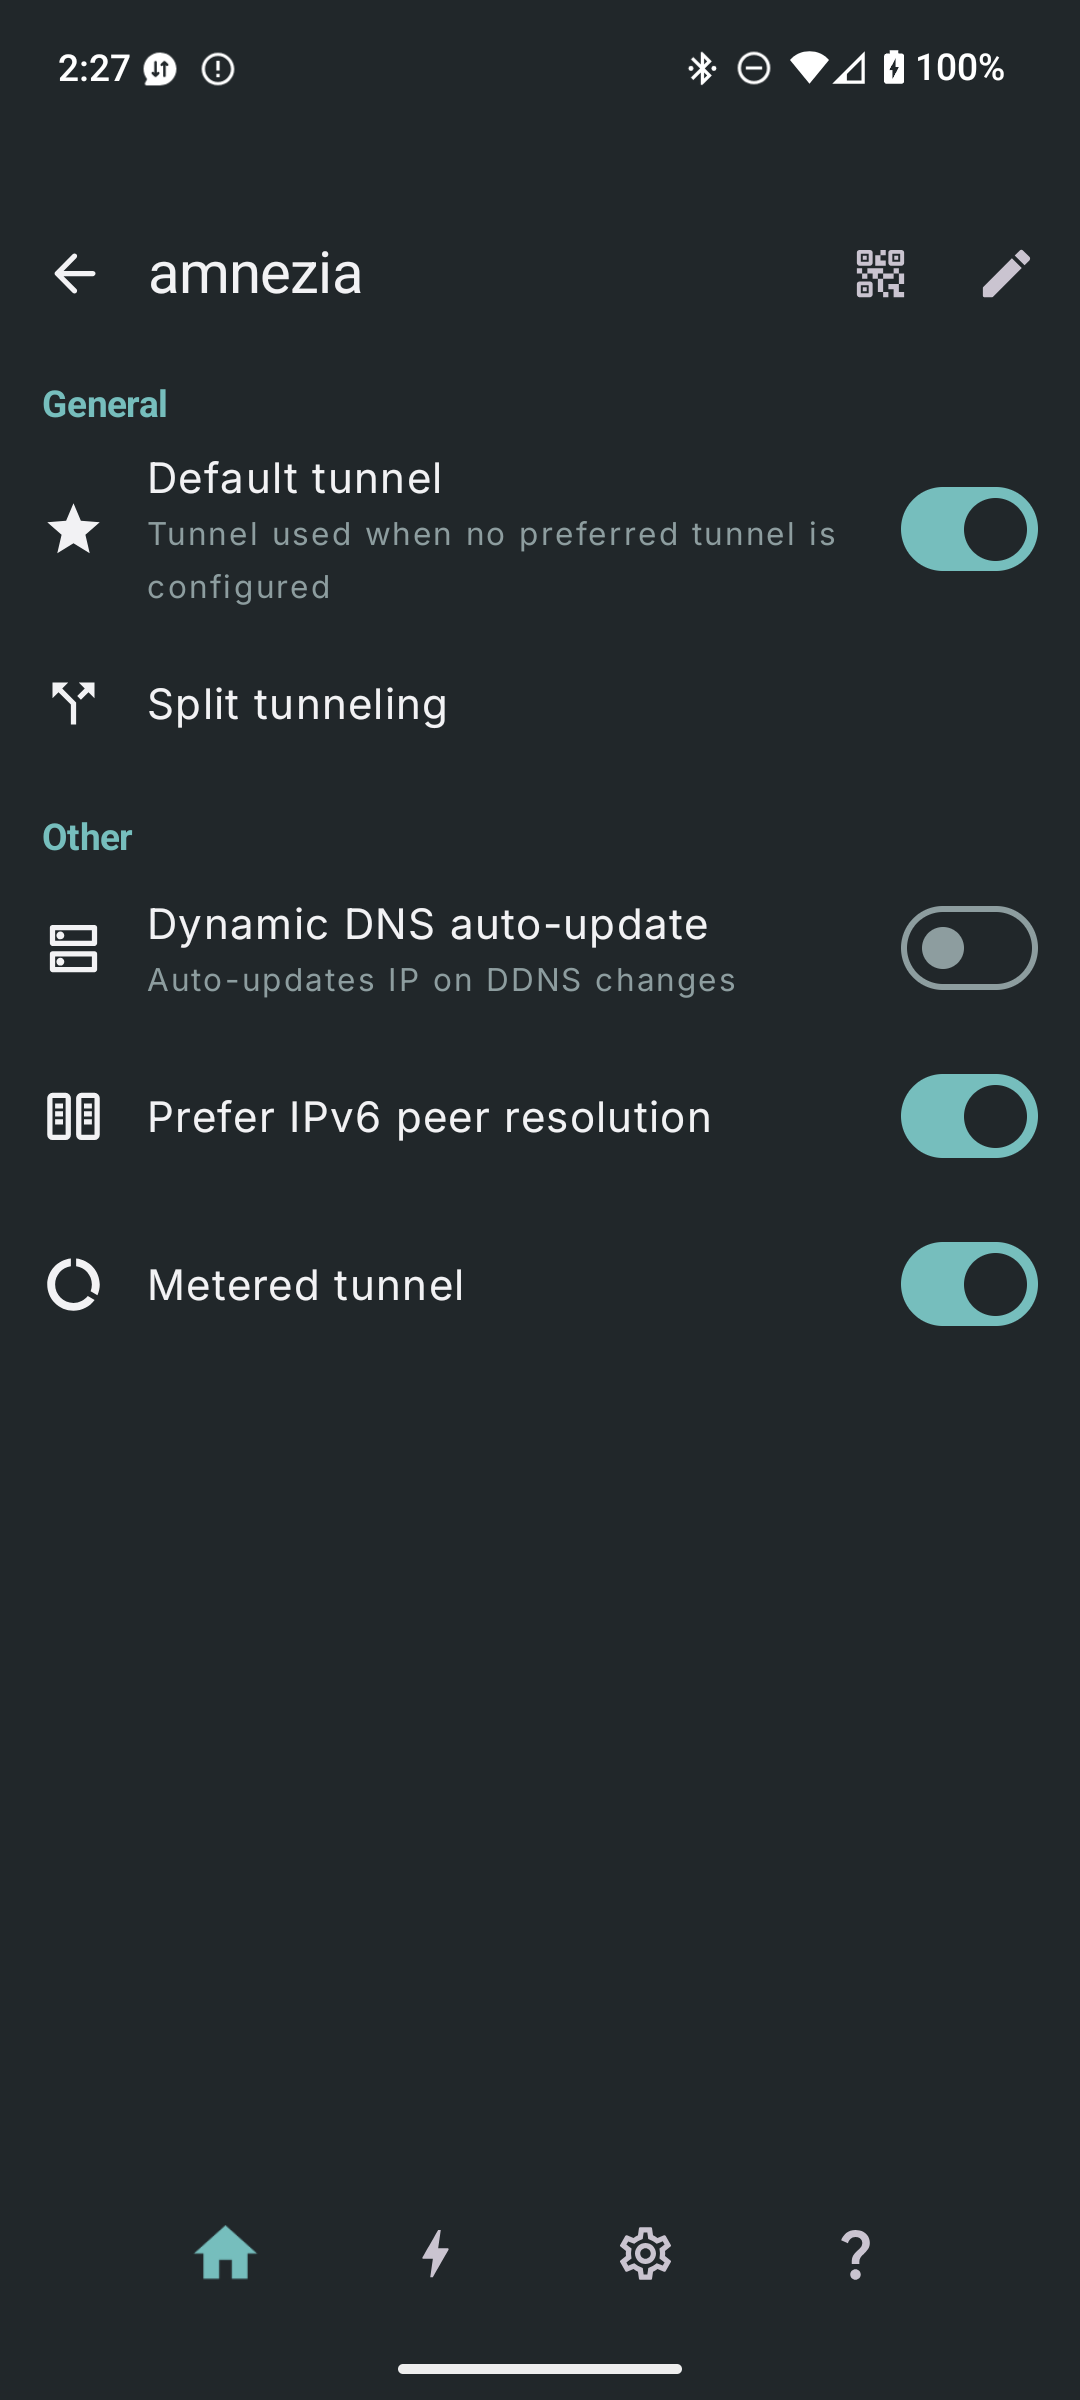 2:27
100%
amnezia
General
Default tunnel
Tunnel used when no preferred tunnel is
configured
Split tunneling
Other
Dynamic DNS auto-update
Auto-updates IP on DDNS changes
Prefer IPv6 peer resolution
Metered tunnel